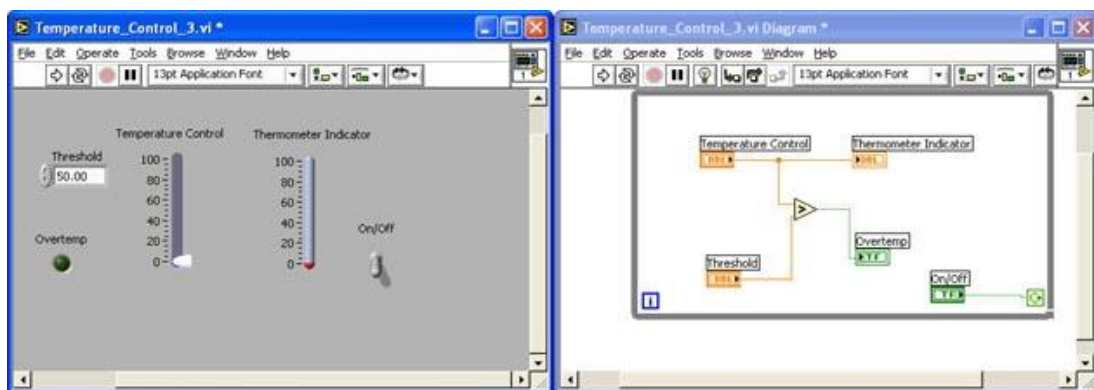 Temperature_Control_3.vi *
File Edit Operate Tools Browse Window Help
13pt Application Font
1
Temperature Control
Thermometer Indicator
Threshold
50.00
100
80
60
40
20
0
100
80
60
40
20
0
Overtemp
On/Off
Temperature_Control_3.vi Diagram *
File Edit Operate Tools Browse Window Help
13pt Application Font
1
Temperature Control
DBL
Thermometer Indicator
DBL
>
Overtemp
TF
Threshold
DBL
On/Off
TF
i